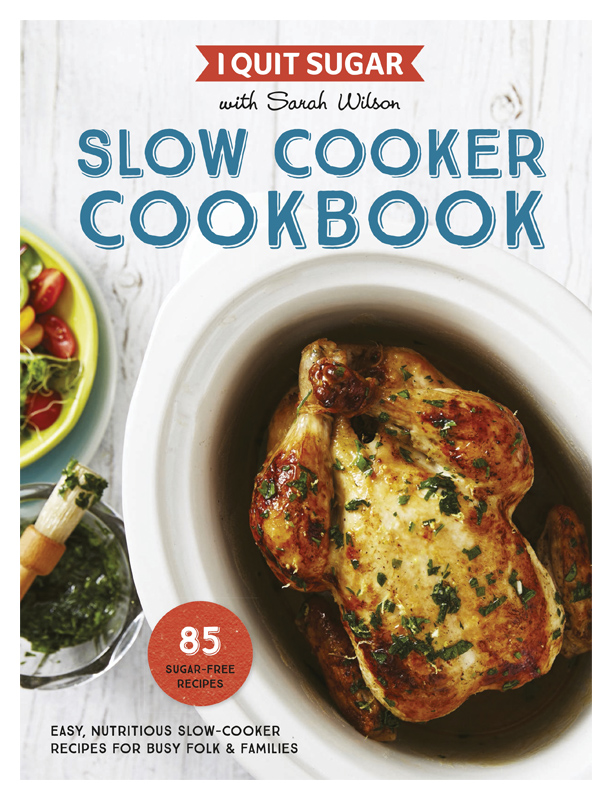 I QUIT SUGAR
with Sarah Wilson
SLOW COOKER
COOKBOOK
85
SUGAR-FREE
RECIPES
EASY, NUTRITIOUS SLOW-COOKER
RECIPES FOR BUSY FOLK & FAMILIES